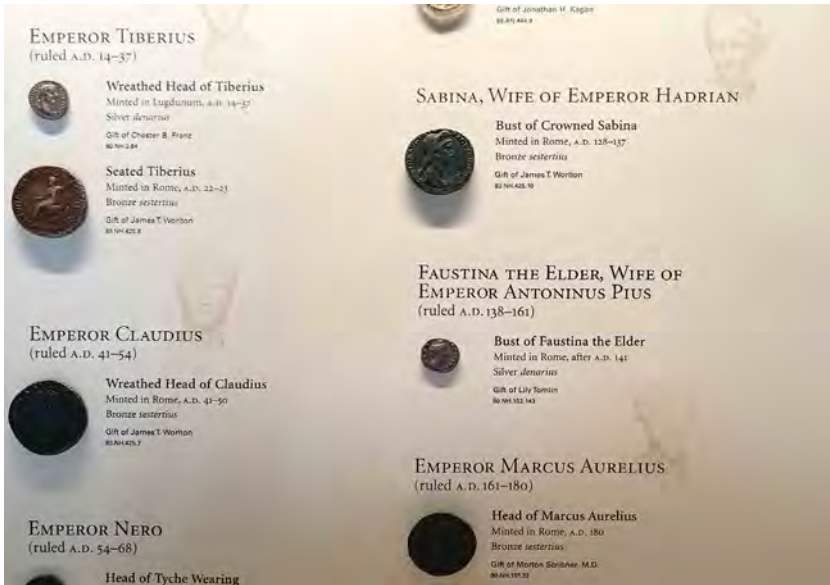 EMPEROR TIBERIUS
(ruled A.D. 14–37)
Wreathed Head of Tiberius
Minted in Lugdunum, A.D. 14–37
Silver denarius
Gift of Chester B. Franz
Seated Tiberius
Minted in Rome, A.D. 22–23
Bronze sestertius
Gift of James T. Worlton
EMPEROR CLAUDIUS
(ruled A.D. 41–54)
Wreathed Head of Claudius
Minted in Rome, A.D. 41–50
Bronze sestertius
Gift of James T. Worlton
EMPEROR NERO
(ruled A.D. 54–68)
Head of Tyche Wearing
Gift of Jonathan H. Kagan
SABINA, WIFE OF EMPEROR HADRIAN
Bust of Crowned Sabina
Minted in Rome, A.D. 128–137
Bronze sestertius
Gift of James T. Worlton
FAUSTINA THE ELDER, WIFE OF
EMPEROR ANTONINUS PIUS
(ruled A.D. 138–161)
Bust of Faustina the Elder
Minted in Rome, after A.D. 141
Silver denarius
Gift of Lily Tomlin
EMPEROR MARCUS AURELIUS
(ruled A.D. 161–180)
Head of Marcus Aurelius
Minted in Rome, A.D. 180
Bronze sestertius
Gift of Morton Scribner, M.D.